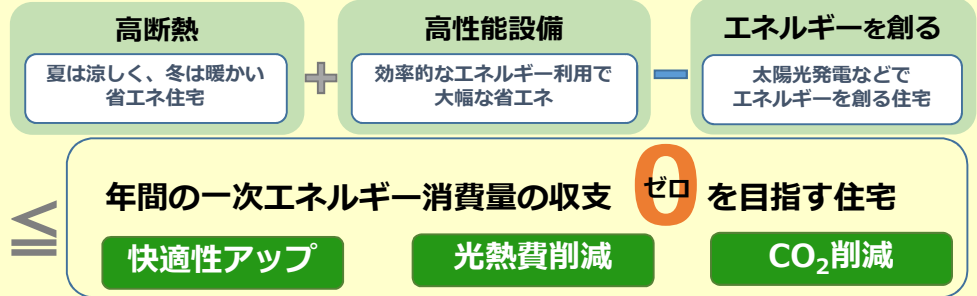 高断熱
夏は涼しく、冬は暖かい
省エネ住宅
+
高性能設備
効率的なエネルギー利用で
大幅な省エネ
−
エネルギーを創る
太陽光発電などで
エネルギーを創る住宅
≦
年間の一次エネルギー消費量の収支 0 ゼロ を目指す住宅
快適性アップ
光熱費削減
CO₂削減